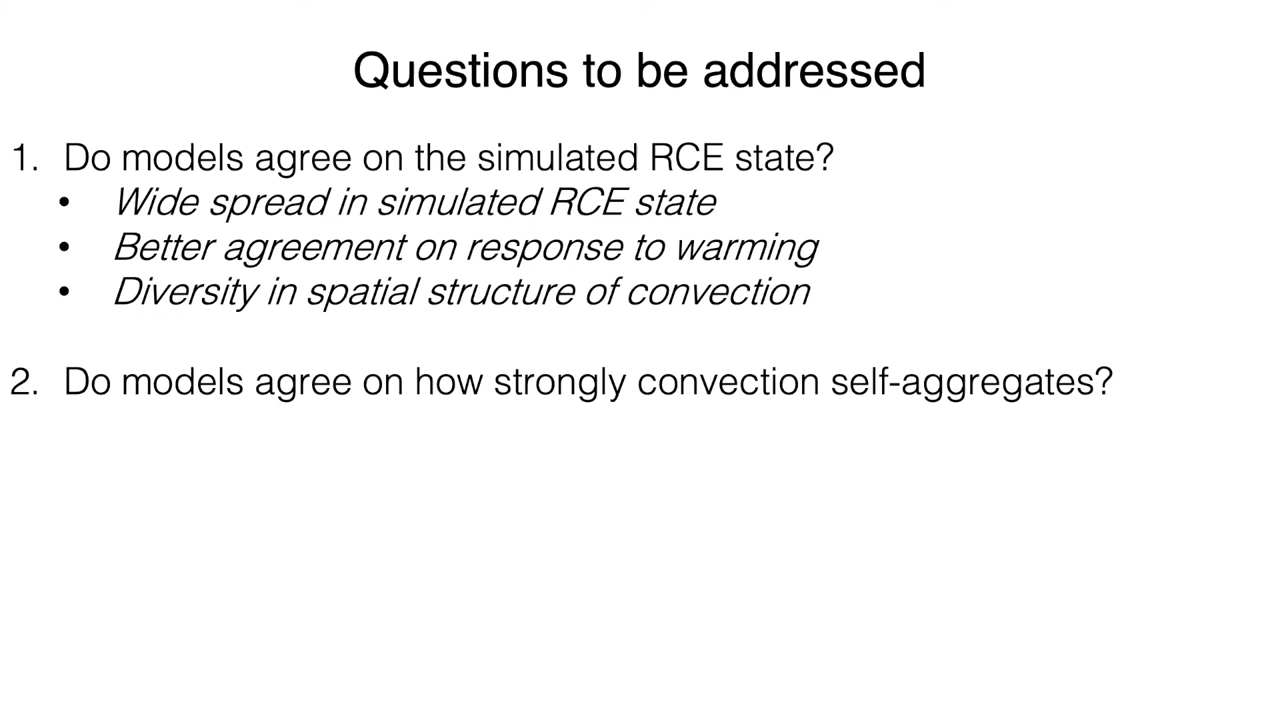 Questions to be addressed
1. Do models agree on the simulated RCE state?
• Wide spread in simulated RCE state
• Better agreement on response to warming
• Diversity in spatial structure of convection
2. Do models agree on how strongly convection self-aggregates?